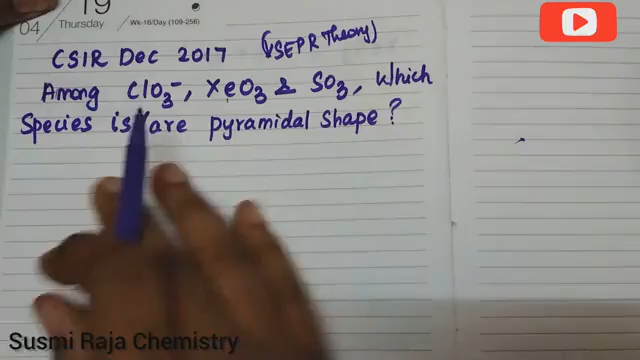 19
04 Thursday Wk-16/Day (109-256)
CSIR Dec 2017 (VSEPR Theory)
Among ClO₃⁻, XeO₃ & SO₃, which
Species is/are pyramidal shape?
Susmi Raja Chemistry